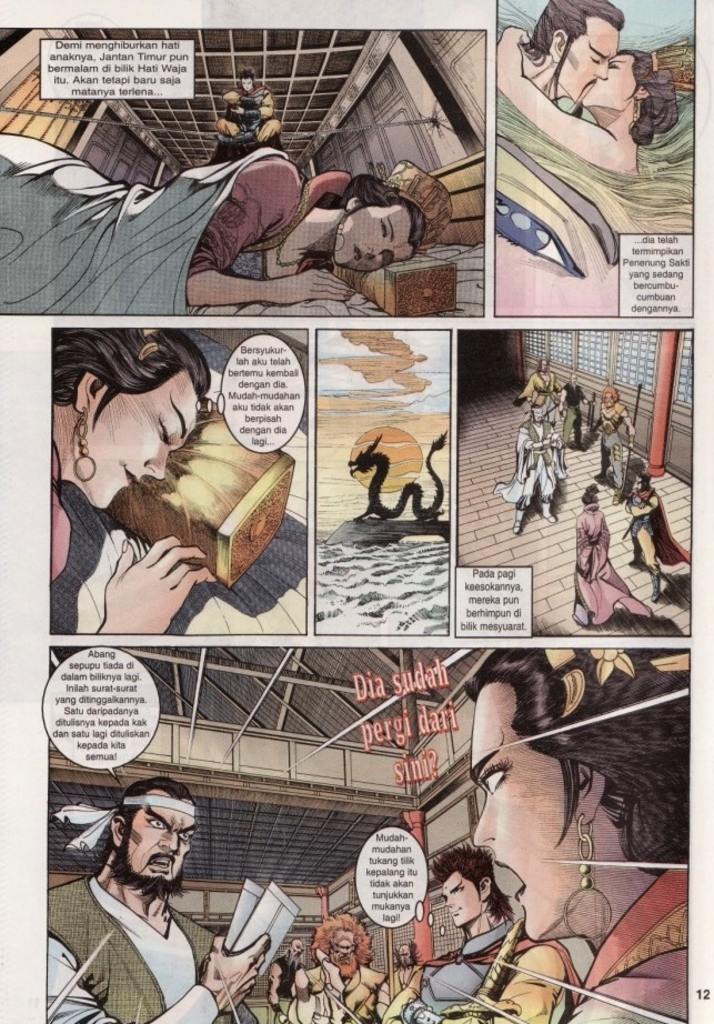 Demi menghiburkan hati
anaknya, Jantan Timur pun
bermalam di bilik Hati Waja
itu. Akan tetapi baru saja
matanya terlena...
...dia telah
termimpikan
Penenung Sakti
yang sedang
bercumbu-
cumbuan
dengannya.
Bersyukur-
lah aku telah
bertemu kembali
dengan dia.
Mudah-mudahan
aku tidak akan
berpisah
dengan dia
lagi...
Pada pagi
keesokannya,
mereka pun
berhimpun di
bilik mesyuarat.
Abang
sepupu tiada di
dalam biliknya lagi.
Inilah surat-surat
yang ditinggalkannya.
Satu daripadanya
ditulisnya kepada kak
dan satu lagi dituliskan
kepada kita
semua!
Dia sudah
pergi dari
sini?
Mudah-
mudahan
tukang tilik
kepalang itu
tidak akan
tunjukkan
mukanya
lagi!
12